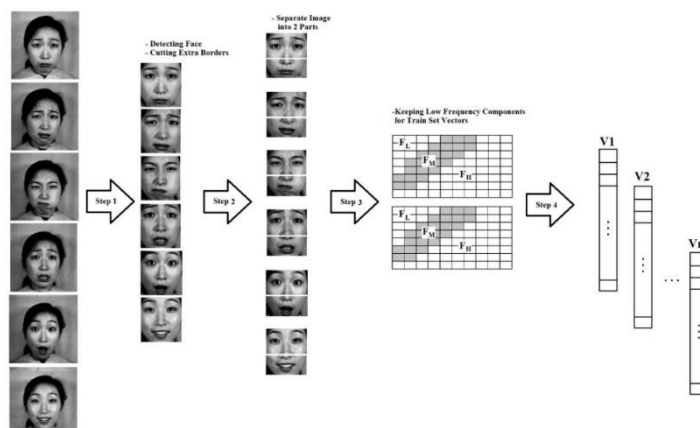 - Detecting Face
- Cutting Extra Borders
- Separate Image
into 2 Parts
-Keeping Low Frequency Components
for Train Set Vectors
Step 1
Step 2
Step 3
Step 4
F_L
F_M
F_H
F_L
F_M
F_H
V1
V2
...